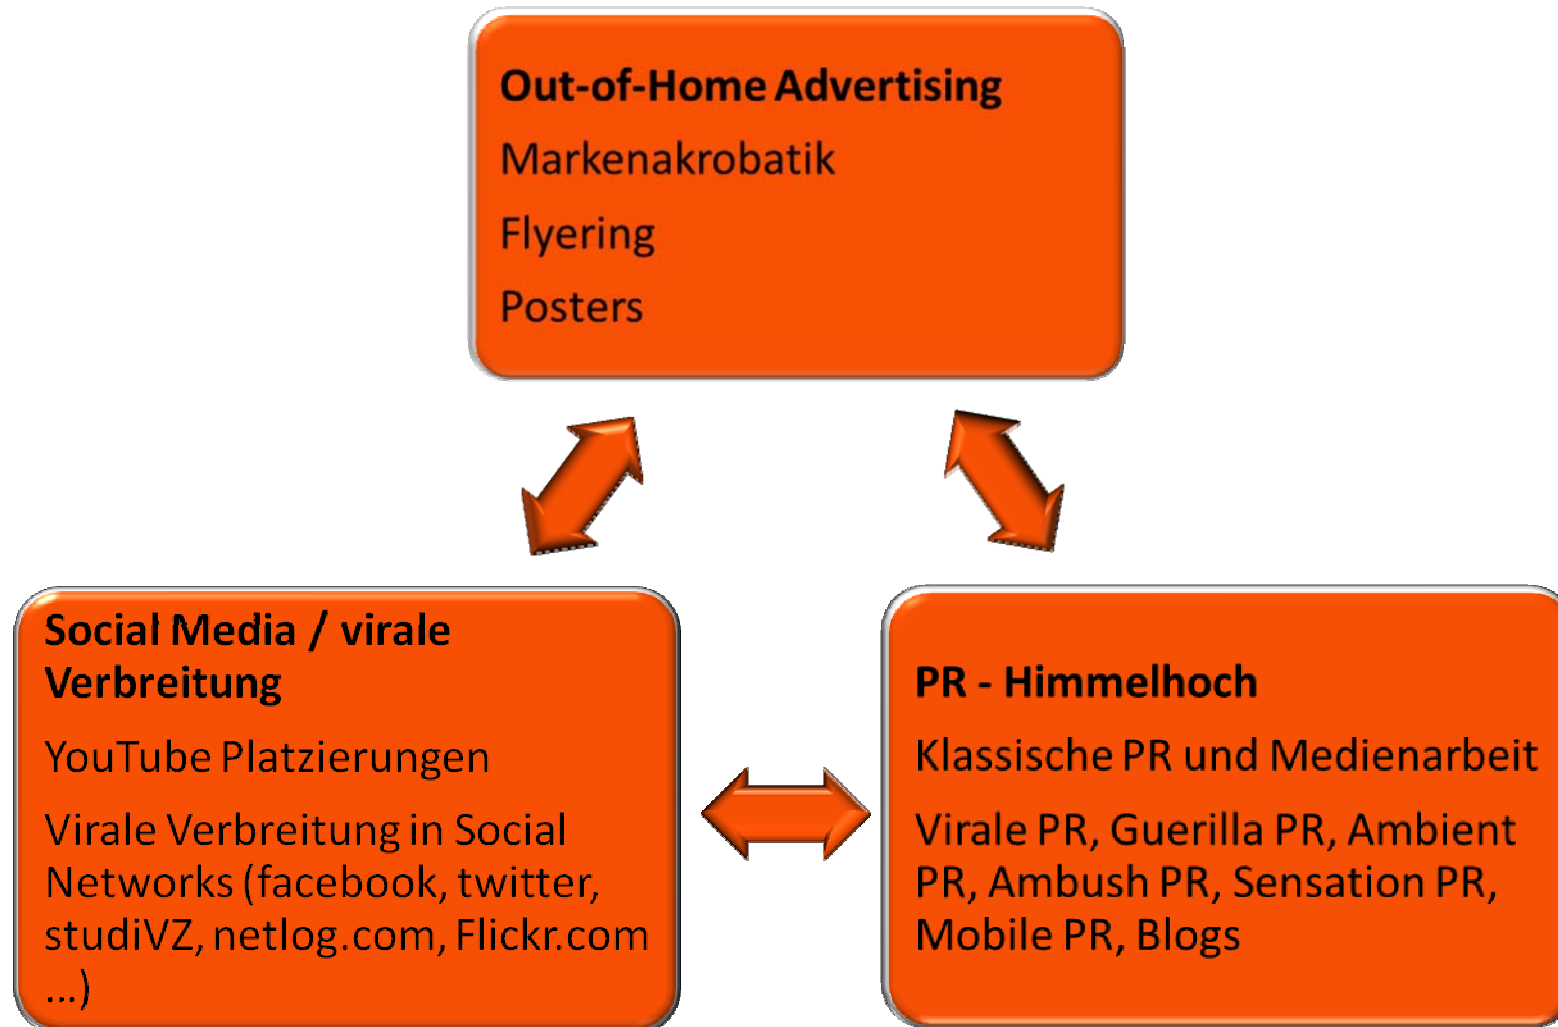 Out-of-Home Advertising
Markenakrobatik
Flyering
Posters
Social Media / virale
Verbreitung
YouTube Platzierungen
Virale Verbreitung in Social
Networks (facebook, twitter,
studiVZ, netlog.com, Flickr.com
...)
PR - Himmelhoch
Klassische PR und Medienarbeit
Virale PR, Guerilla PR, Ambient
PR, Ambush PR, Sensation PR,
Mobile PR, Blogs